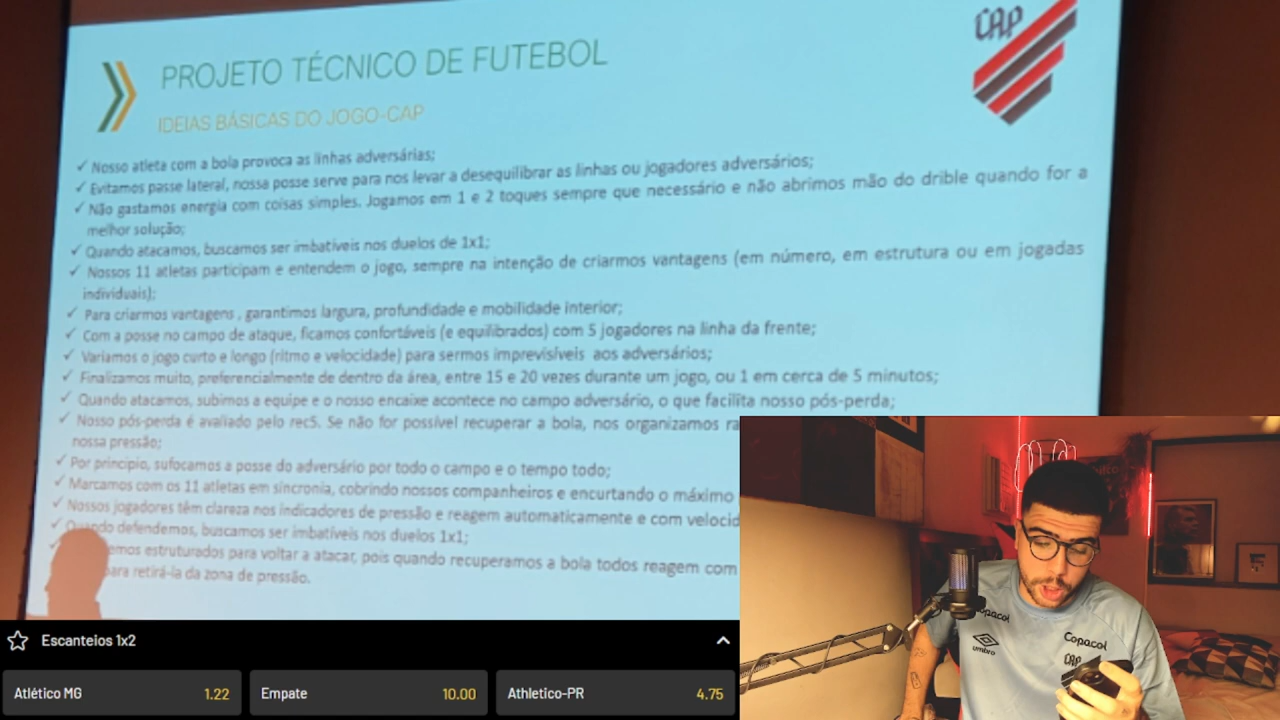 CAP
PROJETO TÉCNICO DE FUTEBOL
IDEIAS BÁSICAS DO JOGO-CAP
✓ Nosso atleta com a bola provoca as linhas adversárias;
✓ Evitamos passe lateral, nossa posse serve para nos levar a desequilibrar as linhas ou jogadores adversários;
✓ Não gastamos energia com coisas simples. Jogamos em 1 e 2 toques sempre que necessário e não abrimos mão do drible quando for a
melhor solução;
✓ Quando atacamos, buscamos ser imbatíveis nos duelos de 1x1;
✓ Nossos 11 atletas participam e entendem o jogo, sempre na intenção de criarmos vantagens (em número, em estrutura ou em jogadas
individuais);
✓ Para criarmos vantagens , garantimos largura, profundidade e mobilidade interior;
✓ Com a posse no campo de ataque, ficamos confortáveis (e equilibrados) com 5 jogadores na linha da frente;
✓ Variamos o jogo curto e longo (ritmo e velocidade) para sermos imprevisíveis aos adversários;
✓ Finalizamos muito, preferencialmente de dentro da área, entre 15 e 20 vezes durante um jogo, ou 1 em cerca de 5 minutos;
✓ Quando atacamos, subimos a equipe e o nosso encaixe acontece no campo adversário, o que facilita nosso pós-perda;
✓ Nosso pós-perda é avaliado pelo rec5. Se não for possível recuperar a bola, nos organizamos ra
nossa pressão;
✓ Por princípio, sufocamos a posse do adversário por todo o campo e o tempo todo;
✓ Marcamos com os 11 atletas em sincronia, cobrindo nossos companheiros e encurtando o máximo
✓ Nossos jogadores têm clareza nos indicadores de pressão e reagem automaticamente e com velocid
✓ Quando defendemos, buscamos ser imbatíveis nos duelos 1x1;
✓ emos estruturados para voltar a atacar, pois quando recuperamos a bola todos reagem com
para retirá-la da zona de pressão.
Escanteios 1x2
Atlético MG 1.22 Empate 10.00 Athletico-PR 4.75
opacol
umbro
Copacol
CAP